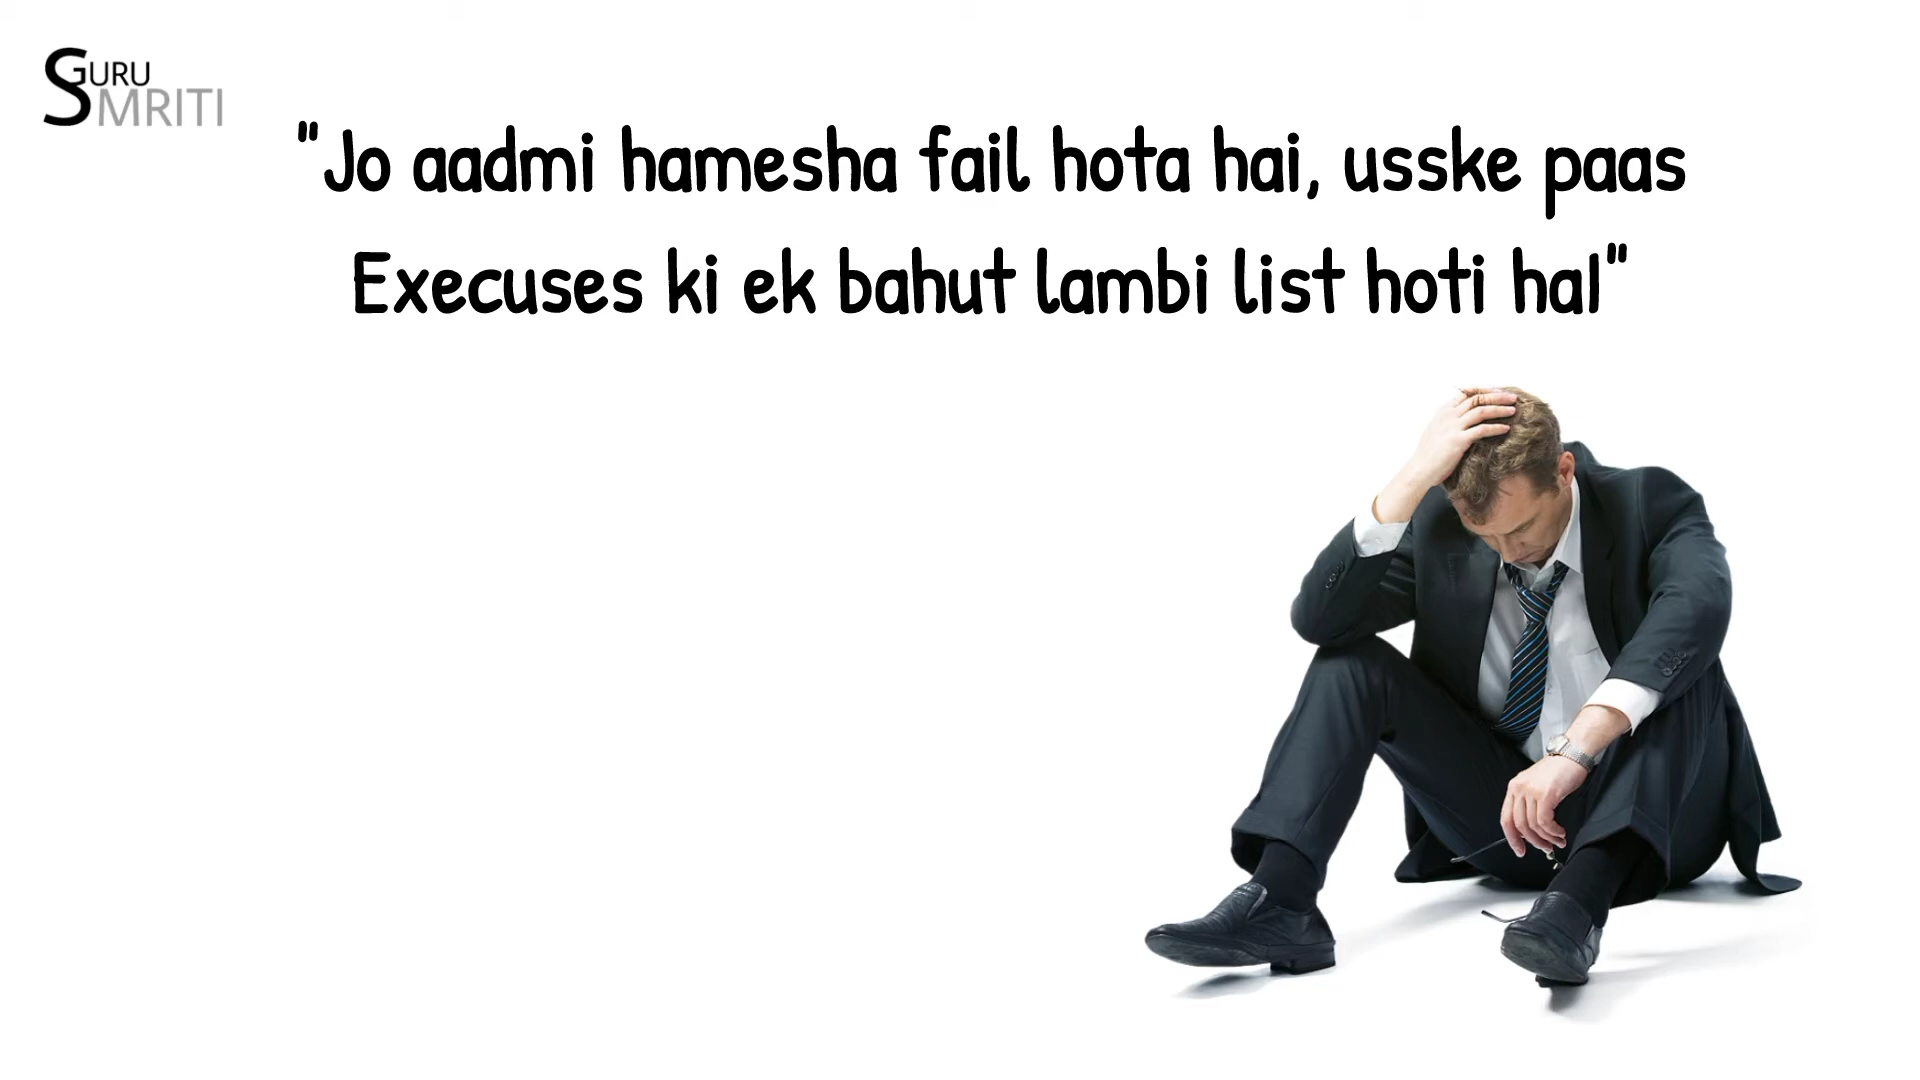 GURU
SMRITI
"Jo aadmi hamesha fail hota hai, usske paas
Execuses ki ek bahut lambi list hoti haI"